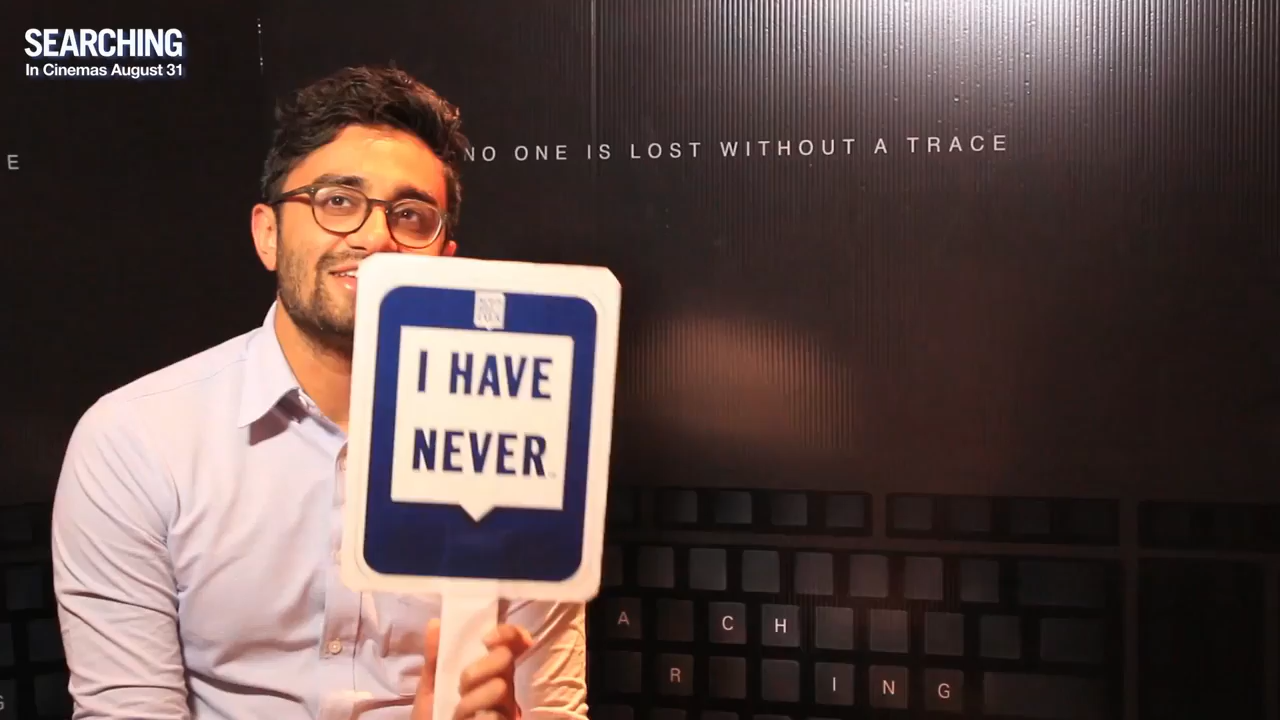 SEARCHING
In Cinemas August 31
E
NO ONE IS LOST WITHOUT A TRACE
I HAVE
NEVER
A C H
R I N G
G